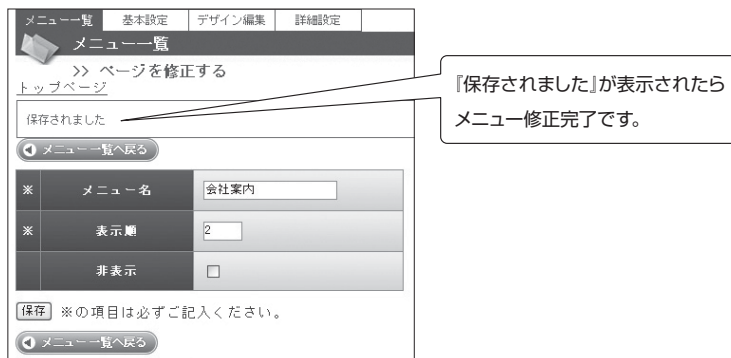 メニュー一覧 基本設定 デザイン編集 詳細設定
メニュー一覧
>> ページを修正する
トップページ
保存されました
メニュー一覧へ戻る
※ メニュー名 会社案内
※ 表示順 2
非表示
保存 ※の項目は必ずご記入ください。
メニュー一覧へ戻る
『保存されました』が表示されたら
メニュー修正完了です。